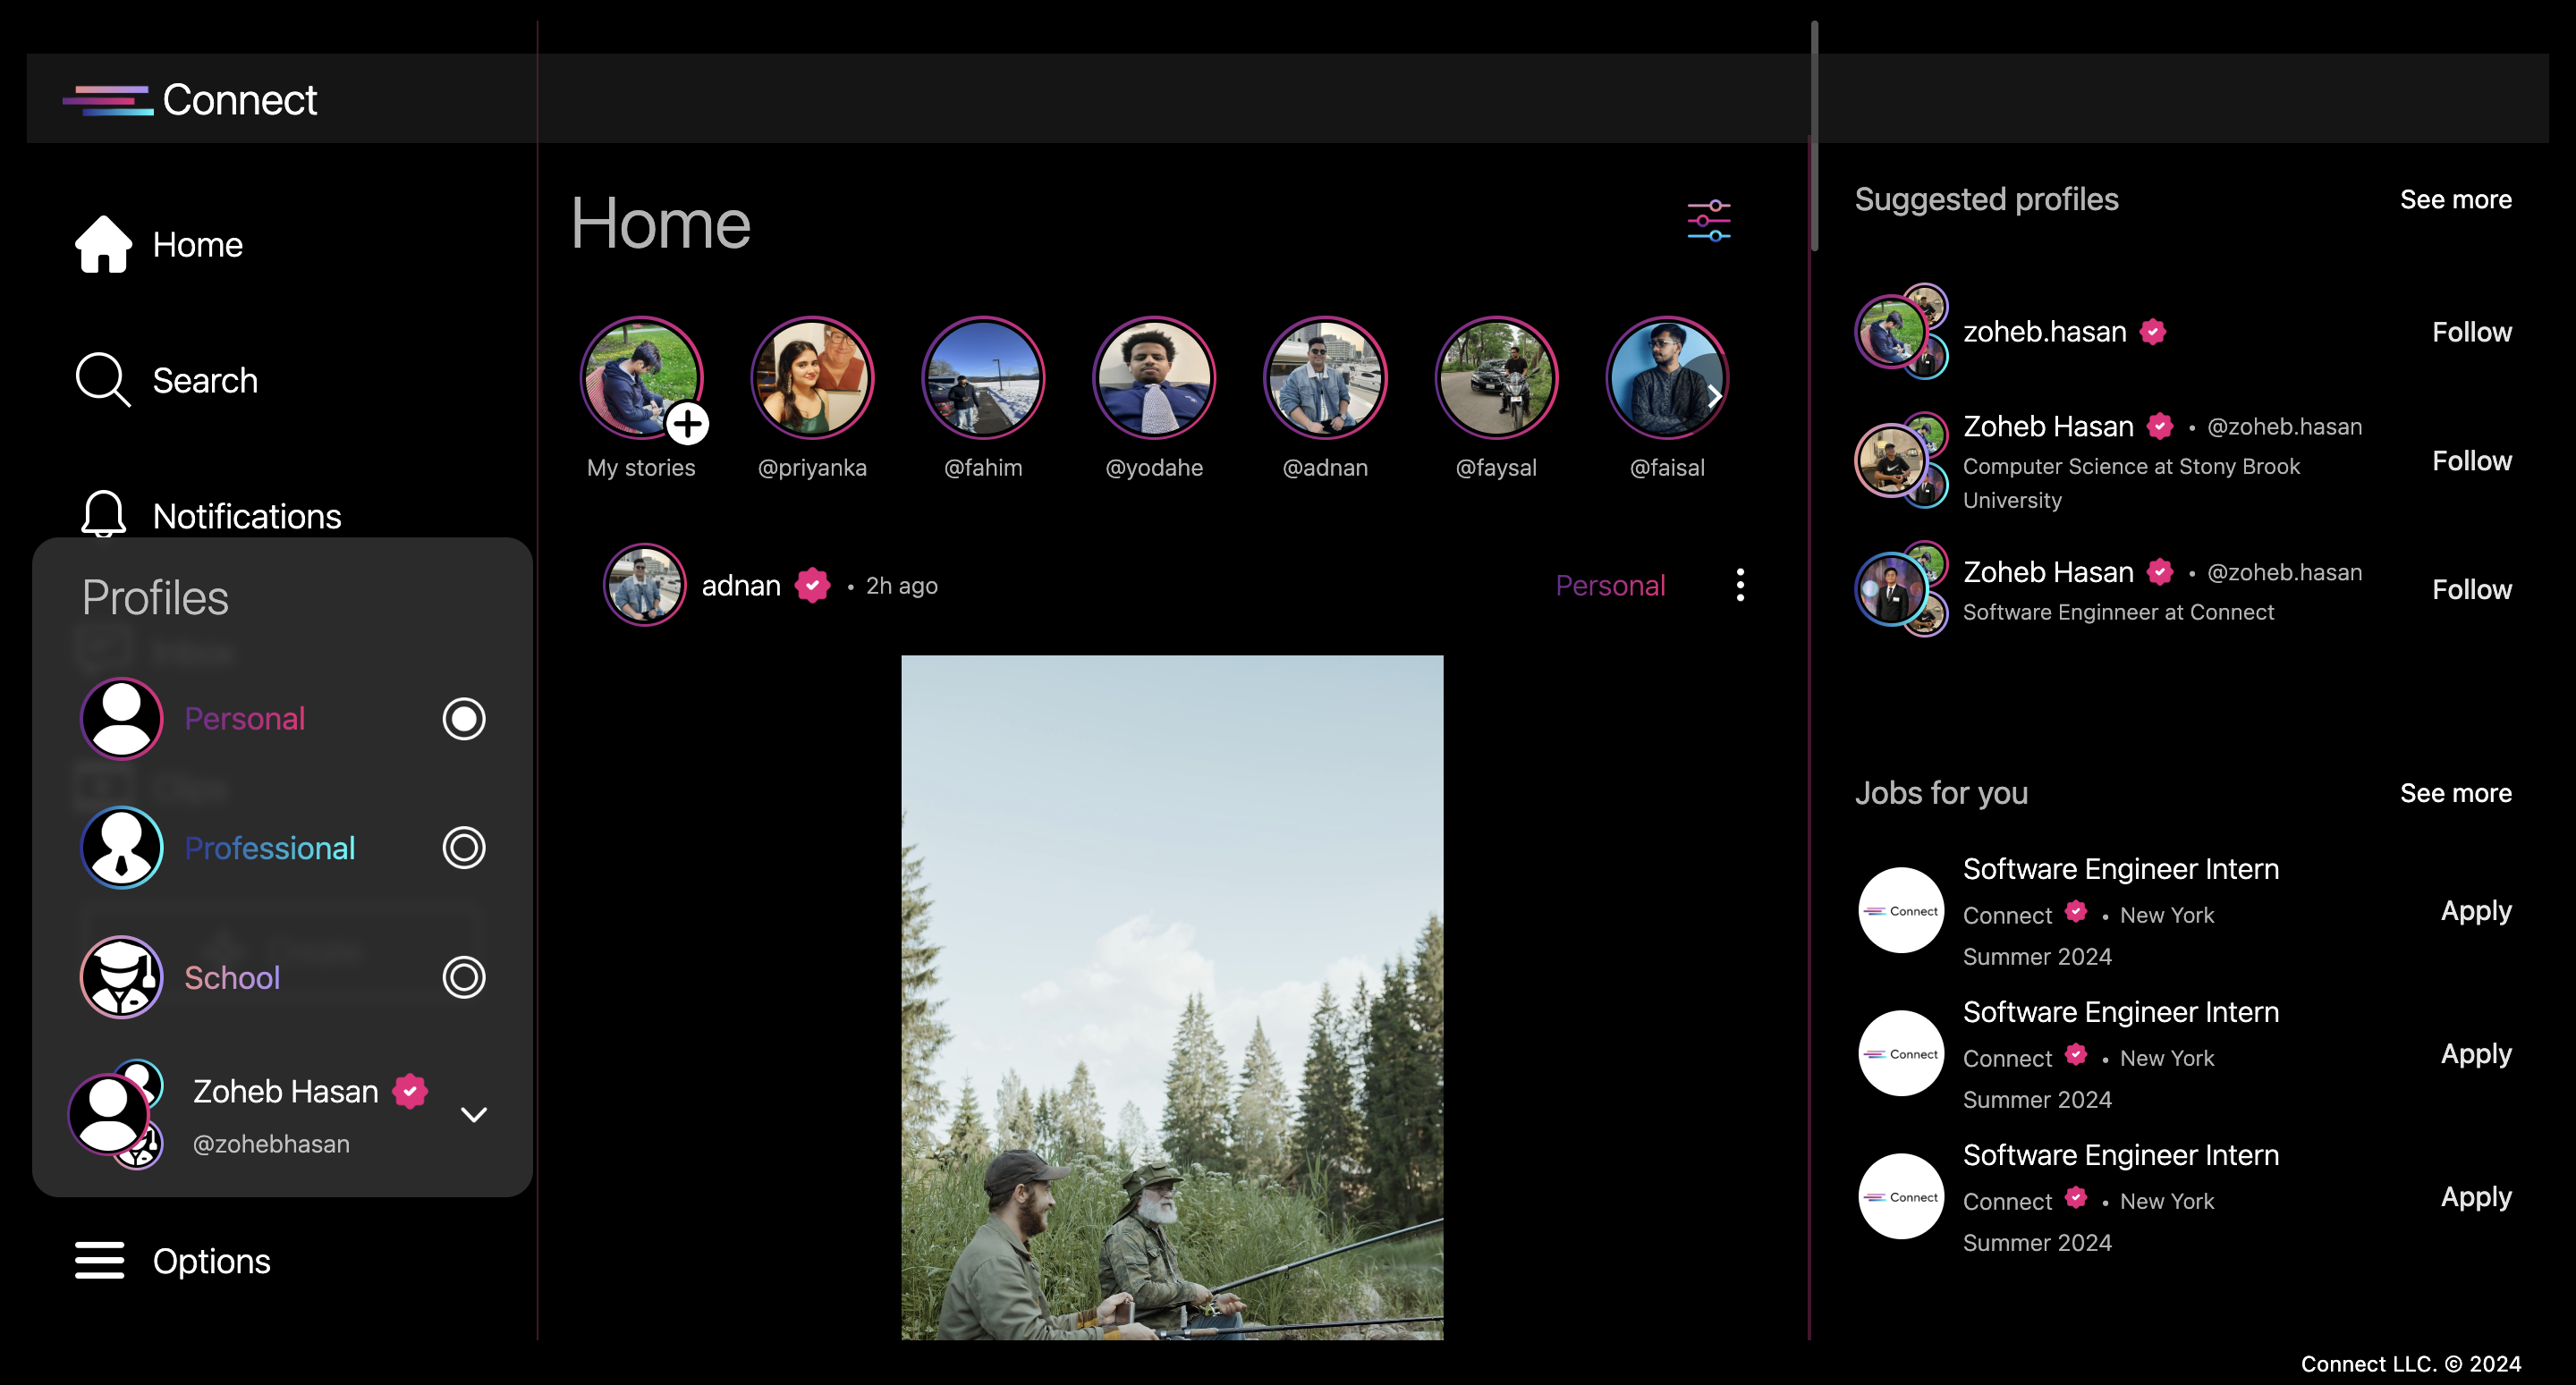 Connect
Home
Search
Notifications
Profiles
Inbox
Personal
Clips
Professional
Create
School
Zoheb Hasan
@zohebhasan
Options
Home
My stories
@priyanka
@fahim
@yodahe
@adnan
@faysal
@faisal
adnan • 2h ago
Personal
Suggested profiles
See more
zoheb.hasan
Follow
Zoheb Hasan • @zoheb.hasan
Computer Science at Stony Brook
University
Follow
Zoheb Hasan • @zoheb.hasan
Software Enginneer at Connect
Follow
Jobs for you
See more
Connect
Software Engineer Intern
Connect • New York
Summer 2024
Apply
Connect
Software Engineer Intern
Connect • New York
Summer 2024
Apply
Connect
Software Engineer Intern
Connect • New York
Summer 2024
Apply
Connect LLC. © 2024